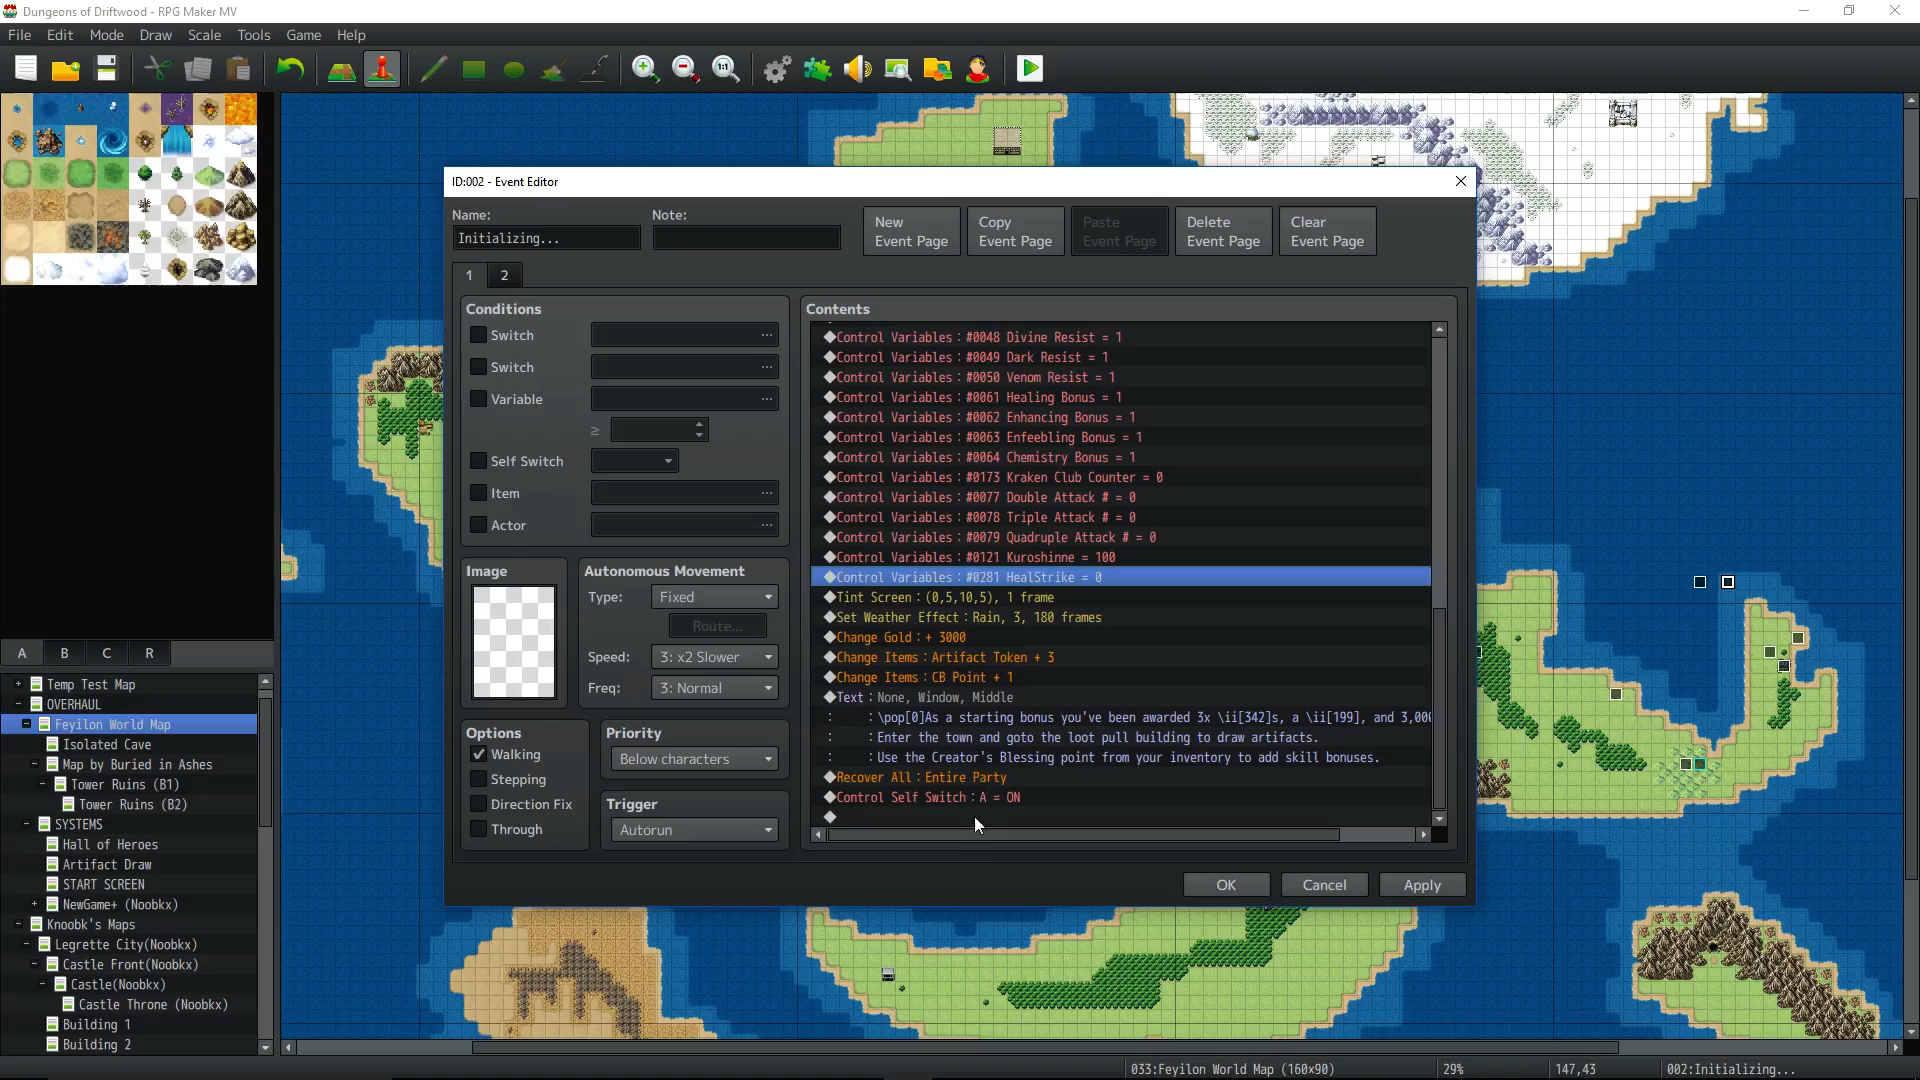 Dungeons of Driftwood - RPG Maker MV
File Edit Mode Draw Scale Tools Game Help
ID:002 - Event Editor
Name:
Note:
Initializing...
New Event Page
Copy Event Page
Paste Event Page
Delete Event Page
Clear Event Page
1 2
Conditions
Switch
Switch
Variable
≥
Self Switch
Item
Actor
Image
Autonomous Movement
Type: Fixed
Route...
Speed: 3: x2 Slower
Freq: 3: Normal
Options
Walking
Stepping
Direction Fix
Through
Priority
Below characters
Trigger
Autorun
Contents
◆Control Variables : #0048 Divine Resist = 1
◆Control Variables : #0049 Dark Resist = 1
◆Control Variables : #0050 Venom Resist = 1
◆Control Variables : #0061 Healing Bonus = 1
◆Control Variables : #0062 Enhancing Bonus = 1
◆Control Variables : #0063 Enfeebling Bonus = 1
◆Control Variables : #0064 Chemistry Bonus = 1
◆Control Variables : #0173 Kraken Club Counter = 0
◆Control Variables : #0077 Double Attack # = 0
◆Control Variables : #0078 Triple Attack # = 0
◆Control Variables : #0079 Quadruple Attack # = 0
◆Control Variables : #0121 Kuroshinne = 100
◆Control Variables : #0281 HealStrike = 0
◆Tint Screen : (0,5,10,5), 1 frame
◆Set Weather Effect : Rain, 3, 180 frames
◆Change Gold : + 3000
◆Change Items : Artifact Token + 3
◆Change Items : CB Point + 1
◆Text : None, Window, Middle
: : \pop[0]As a starting bonus you've been awarded 3x \ii[342]s, a \ii[199], and 3,00
: : Enter the town and goto the loot pull building to draw artifacts.
: : Use the Creator's Blessing point from your inventory to add skill bonuses.
◆Recover All : Entire Party
◆Control Self Switch : A = ON
◆
OK
Cancel
Apply
A B C R
Temp Test Map
OVERHAUL
Feyilon World Map
Isolated Cave
Map by Buried in Ashes
Tower Ruins (B1)
Tower Ruins (B2)
SYSTEMS
Hall of Heroes
Artifact Draw
START SCREEN
NewGame+ (Noobkx)
Knoobk's Maps
Legrette City(Noobkx)
Castle Front(Noobkx)
Castle(Noobkx)
Castle Throne (Noobkx)
Building 1
Building 2
033:Feyilon World Map (160×90)
29%
147,43
002:Initializing...